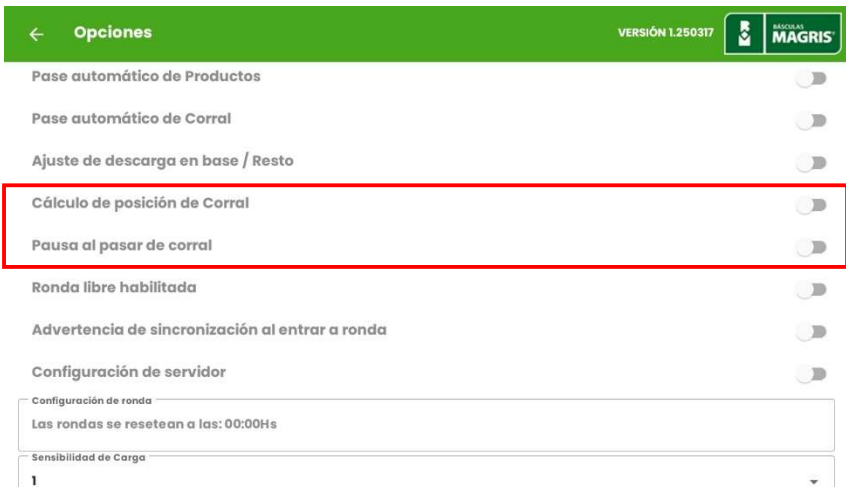 Opciones
VERSIÓN 1.250317
BÁSCULAS
MAGRIS
Pase automático de Productos
Pase automático de Corral
Ajuste de descarga en base / Resto
Cálculo de posición de Corral
Pausa al pasar de corral
Ronda libre habilitada
Advertencia de sincronización al entrar a ronda
Configuración de servidor
Configuración de ronda
Las rondas se resetean a las: 00:00Hs
Sensibilidad de Carga
1